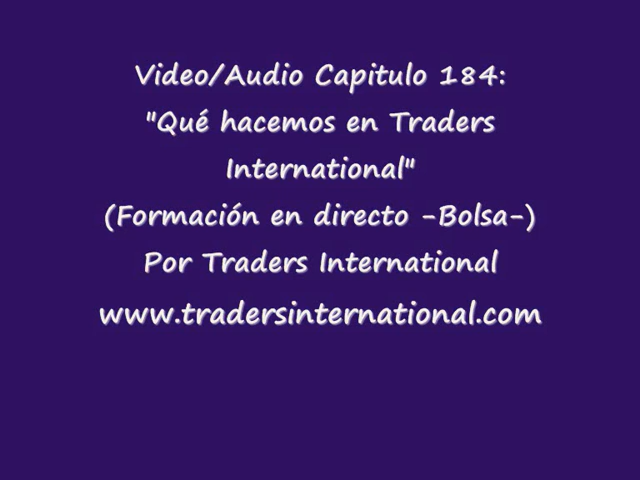 Video/Audio Capitulo 184:
"Qué hacemos en Traders
International"
(Formación en directo -Bolsa-)
Por Traders International
www.tradersinternational.com